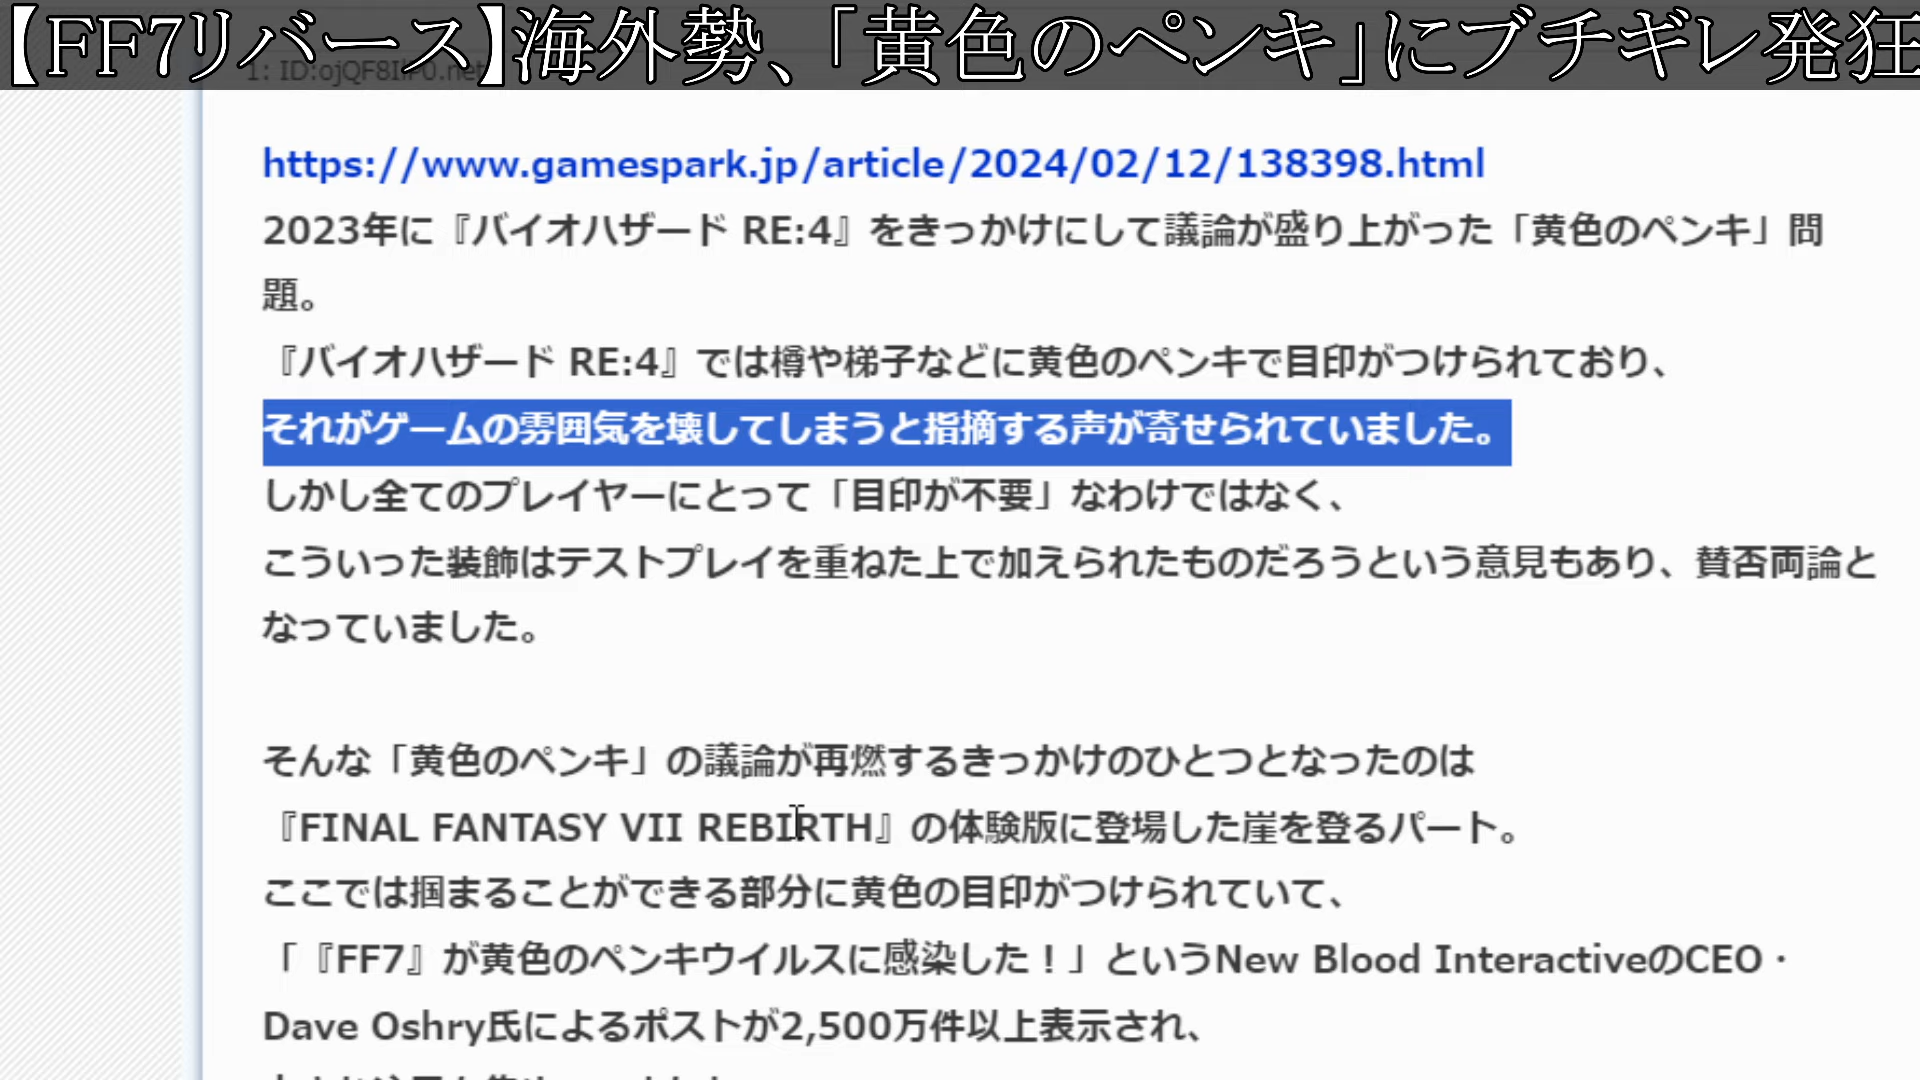 【FF7リバース】海外勢、「黄色のペンキ」にブチギレ発狂
https://www.gamespark.jp/article/2024/02/12/138398.html
2023年に『バイオハザード RE:4』をきっかけにして議論が盛り上がった「黄色のペンキ」問
題。
『バイオハザード RE:4』では樽や梯子などに黄色のペンキで目印がつけられており、
それがゲームの雰囲気を壊してしまうと指摘する声が寄せられていました。
しかし全てのプレイヤーにとって「目印が不要」なわけではなく、
こういった装飾はテストプレイを重ねた上で加えられたものだろうという意見もあり、賛否両論と
なっていました。
そんな「黄色のペンキ」の議論が再燃するきっかけのひとつとなったのは
『FINAL FANTASY VII REBIRTH』の体験版に登場した崖を登るパート。
ここでは掴まることができる部分に黄色の目印がつけられていて、
「『FF7』が黄色のペンキウイルスに感染した！」というNew Blood InteractiveのCEO・
Dave Oshry氏によるポストが2,500万件以上表示され、